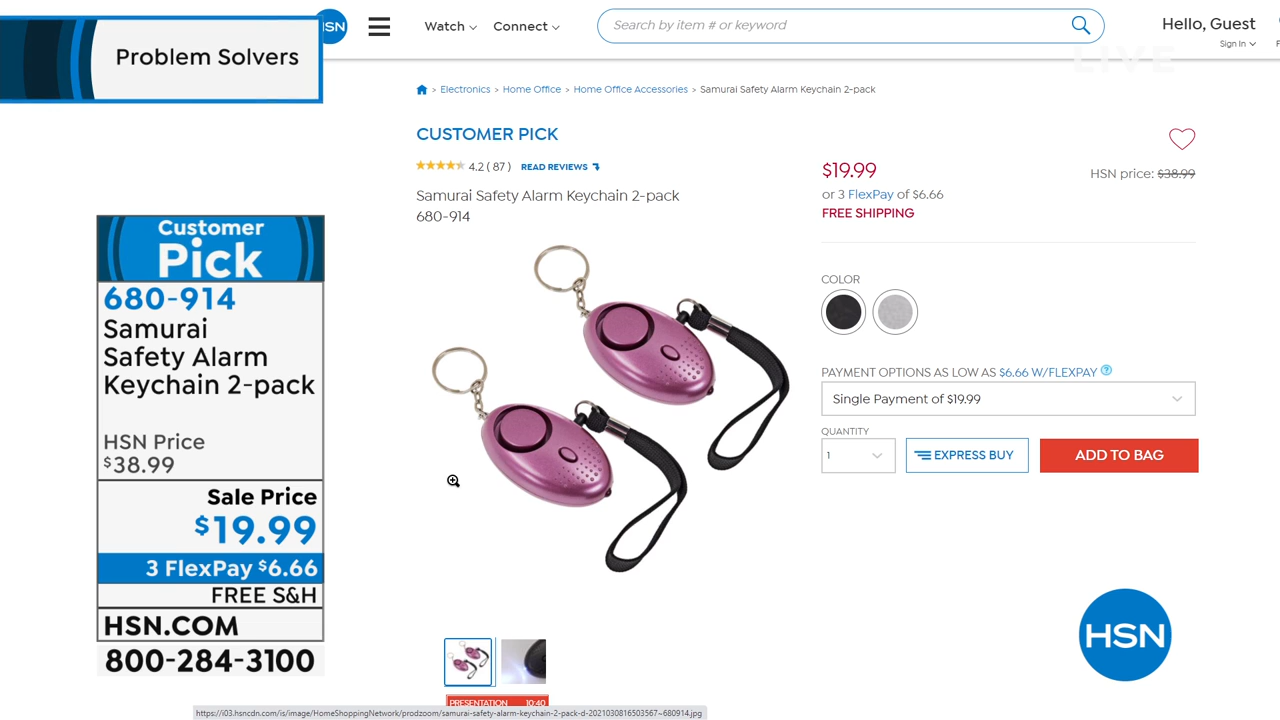 Problem Solvers
HSN
Watch
Connect
Search by item # or keyword
Hello, Guest
Sign In
LIVE
Electronics > Home Office > Home Office Accessories > Samurai Safety Alarm Keychain 2-pack
CUSTOMER PICK
4.2 ( 87 ) READ REVIEWS
Samurai Safety Alarm Keychain 2-pack
680-914
$19.99
HSN price: $38.99
or 3 FlexPay of $6.66
FREE SHIPPING
COLOR
PAYMENT OPTIONS AS LOW AS $6.66 W/FLEXPAY ?
Single Payment of $19.99
QUANTITY
1
EXPRESS BUY
ADD TO BAG
Customer
Pick
680-914
Samurai
Safety Alarm
Keychain 2-pack
HSN Price
$38.99
Sale Price
$19.99
3 FlexPay $6.66
FREE S&H
HSN.COM
800-284-3100
HSN
PRESENTATION 10:40
https://i03.hsncdn.com/is/image/HomeShoppingNetwork/prodzoom/samurai-safety-alarm-keychain-2-pack-d-2021030816503567~680914.jpg